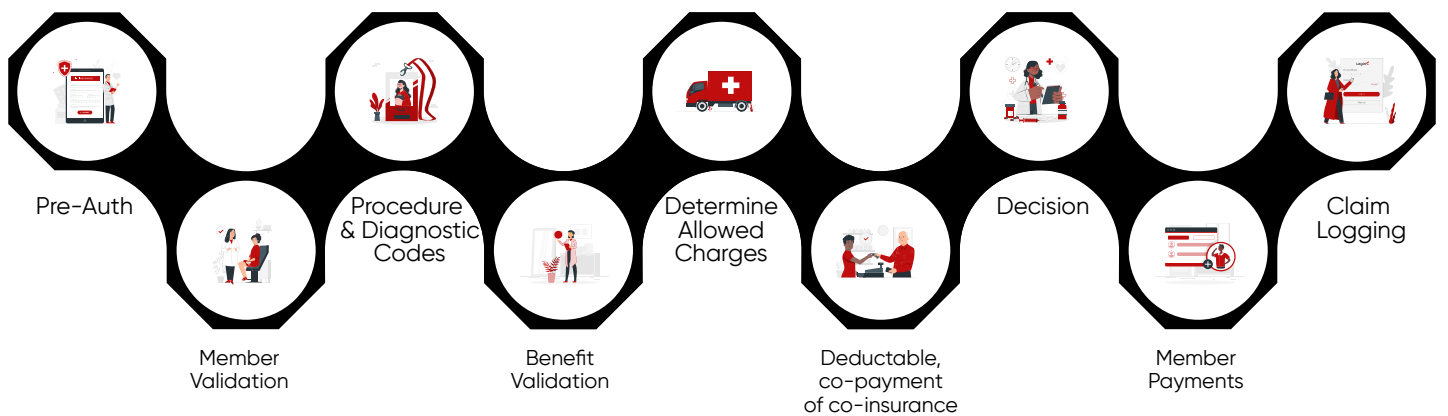 Pre-Auth
Member
Validation
Procedure
& Diagnostic
Codes
Benefit
Validation
Determine
Allowed
Charges
Deductable,
co-payment
of co-insurance
Decision
Member
Payments
Claim
Logging